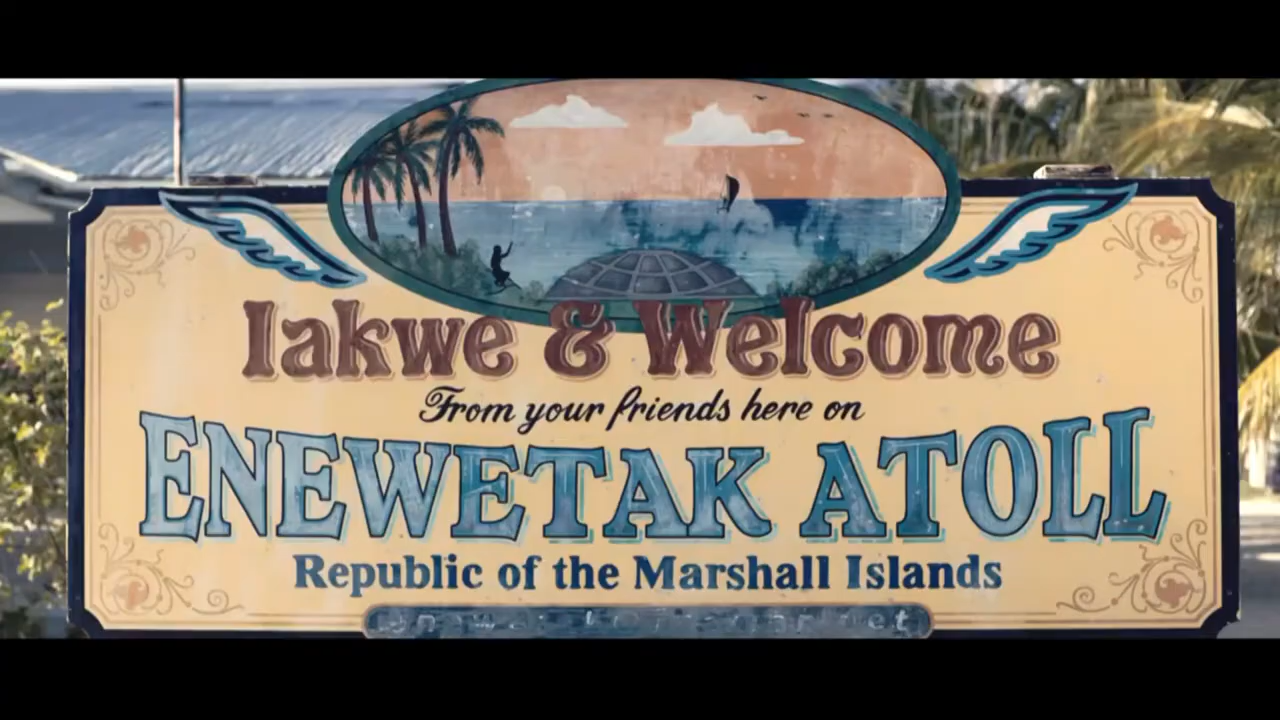 Iakwe & Welcome
From your friends here on
ENEWETAK ATOLL
Republic of the Marshall Islands